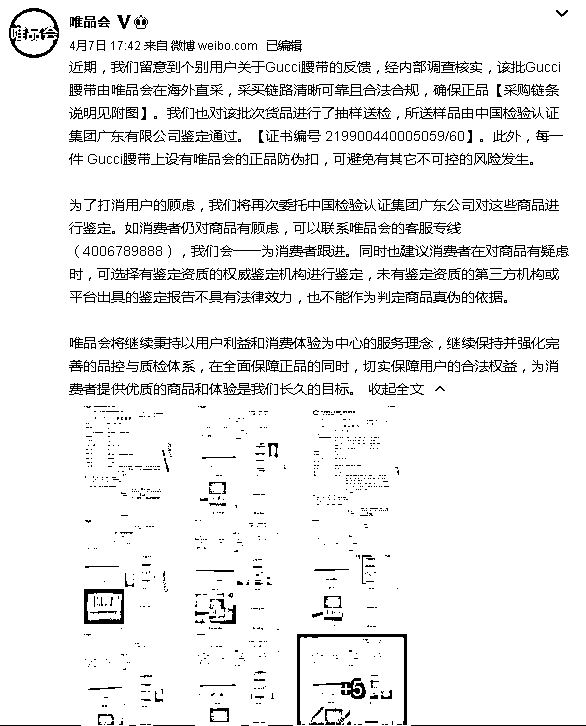 唯品会
唯品会 V
4月7日 17:42 来自 微博 weibo.com 已编辑
近期，我们留意到个别用户关于Gucci腰带的反馈，经内部调查核实，该批Gucci
腰带由唯品会在海外直采，采买链路清晰可靠且合法合规，确保正品【采购链条
说明见附图】。我们也对该批次货品进行了抽样送检，所送样品由中国检验认证
集团广东有限公司鉴定通过。【证书编号 219900440005059/60】。此外，每一
件 Gucci腰带上设有唯品会的正品防伪扣，可避免有其它不可控的风险发生。
为了打消用户的顾虑，我们将再次委托中国检验认证集团广东公司对这些商品进
行鉴定。如消费者仍对商品有顾虑，可以联系唯品会的客服专线
（4006789888），我们会一一为消费者跟进。同时也建议消费者在对商品有疑虑
时，可选择有鉴定资质的权威鉴定机构进行鉴定，未有鉴定资质的第三方机构或
平台出具的鉴定报告不具有法律效力，也不能作为判定商品真伪的依据。
唯品会将继续秉持以用户利益和消费体验为中心的服务理念，继续保持并强化完
善的品控与质检体系，在全面保障正品的同时，切实保障用户的合法权益，为消
费者提供优质的商品和体验是我们长久的目标。 收起全文
+5